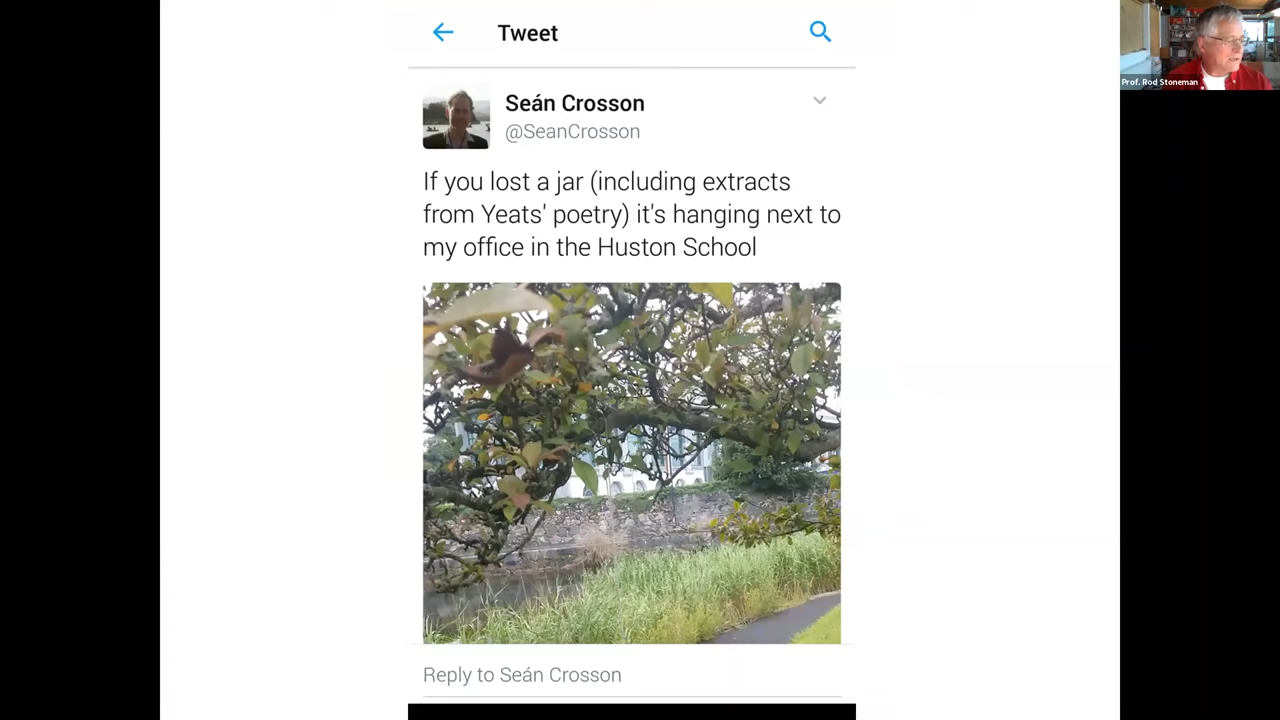 Tweet
Seán Crosson
@SeanCrosson
If you lost a jar (including extracts
from Yeats' poetry) it's hanging next to
my office in the Huston School
Reply to Seán Crosson
Prof. Rod Stoneman